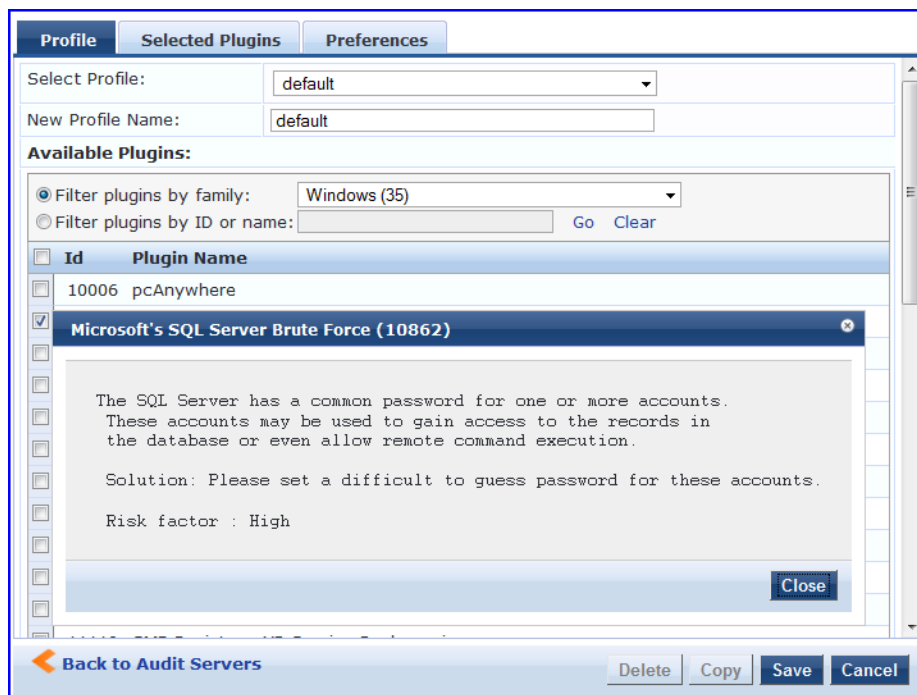 Profile Selected Plugins Preferences
Select Profile: default
New Profile Name: default
Available Plugins:
Filter plugins by family: Windows (35)
Filter plugins by ID or name: Go Clear
Id Plugin Name
10006 pcAnywhere
Microsoft's SQL Server Brute Force (10862)
The SQL Server has a common password for one or more accounts.
These accounts may be used to gain access to the records in
the database or even allow remote command execution.
Solution: Please set a difficult to guess password for these accounts.
Risk factor : High
Close
Back to Audit Servers Delete Copy Save Cancel